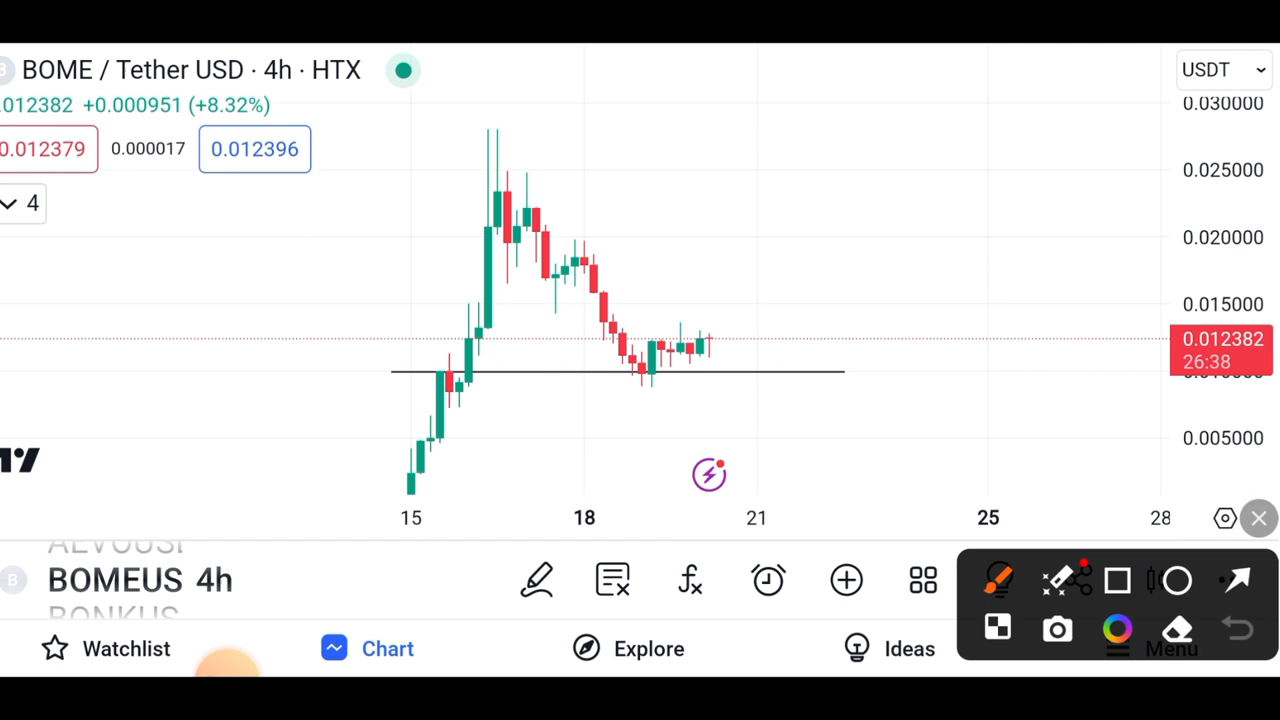 BOME / Tether USD · 4h · HTX
USDT
.012382 +0.000951 (+8.32%)
0.030000
0.012379
0.000017
0.012396
0.025000
4
0.020000
0.015000
0.012382
26:38
0.005000
15
18
21
25
28
AEVOUSI
BOMEUS 4h
BONKUS
Watchlist
Chart
Explore
Ideas
Menu